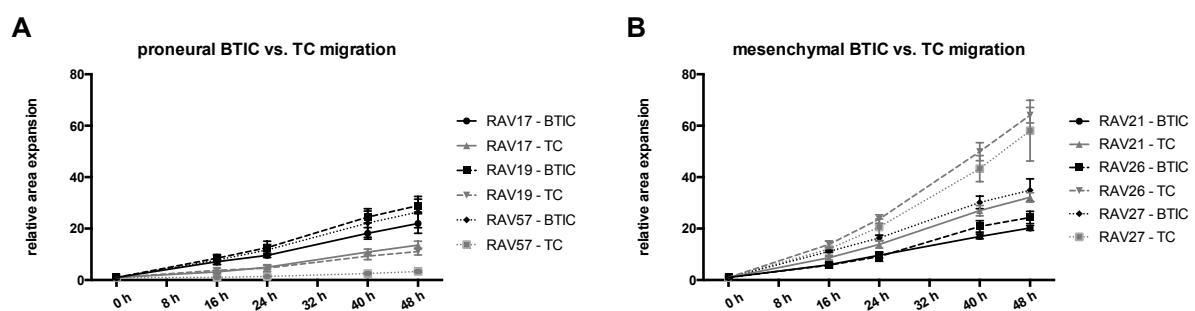 A
proneural BTIC vs. TC migration
relative area expansion
80
60
40
20
0
0 h
8 h
16 h
24 h
32 h
40 h
48 h
RAV17 - BTIC
RAV17 - TC
RAV19 - BTIC
RAV19 - TC
RAV57 - BTIC
RAV57 - TC
B
mesenchymal BTIC vs. TC migration
relative area expansion
80
60
40
20
0
0 h
8 h
16 h
24 h
32 h
40 h
48 h
RAV21 - BTIC
RAV21 - TC
RAV26 - BTIC
RAV26 - TC
RAV27 - BTIC
RAV27 - TC